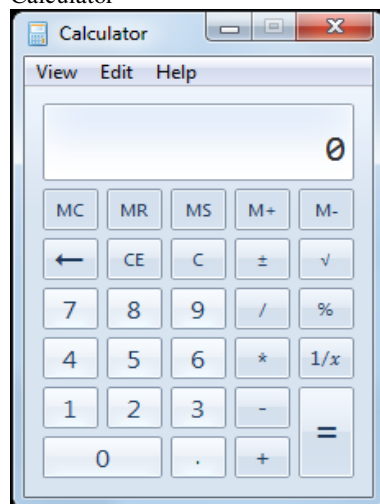 Calculator
Calculator
View Edit Help
0
MC MR MS M+ M-
← CE C ± √
7 8 9 / %
4 5 6 * 1/x
1 2 3 - =
0 . +